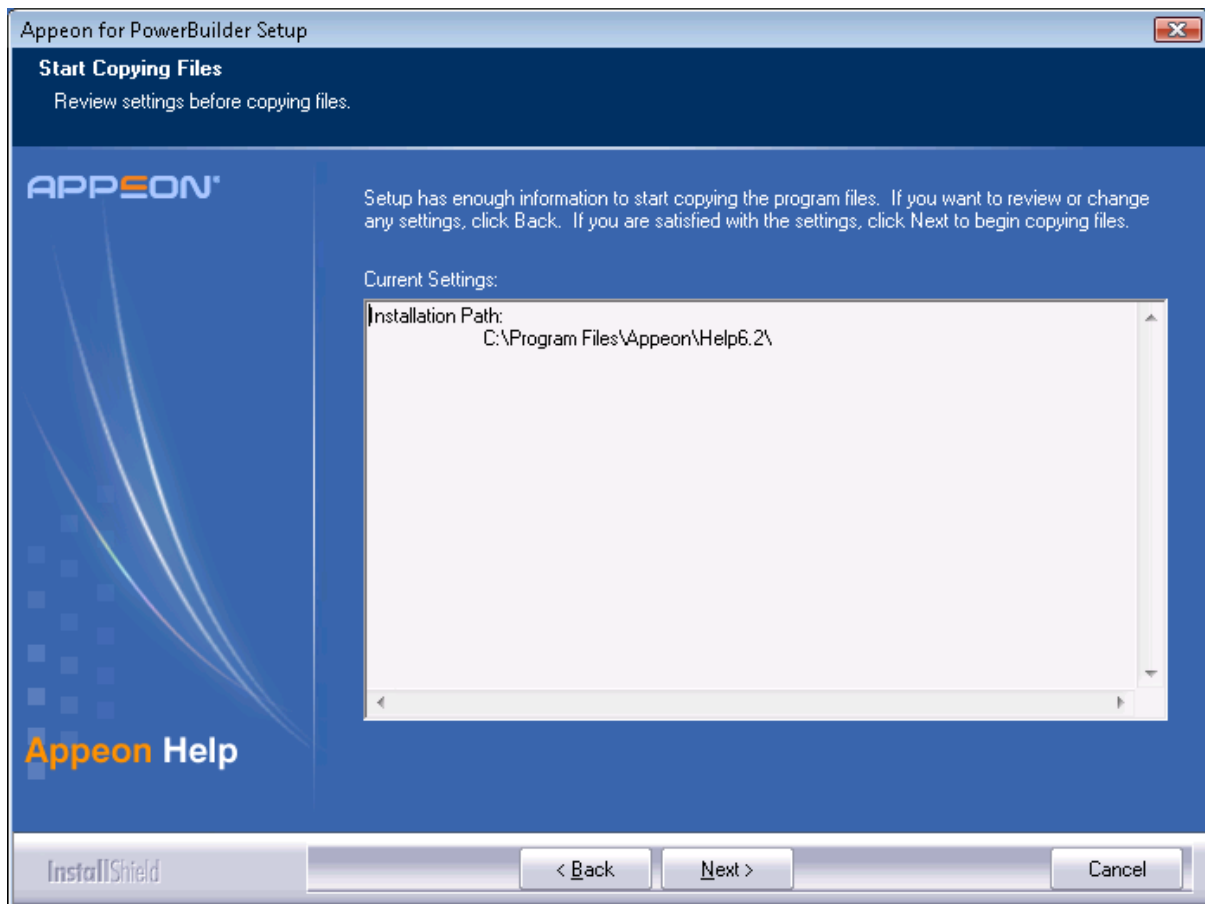 Appeon for PowerBuilder Setup
Start Copying Files
Review settings before copying files.
APPEON®
Setup has enough information to start copying the program files. If you want to review or change
any settings, click Back. If you are satisfied with the settings, click Next to begin copying files.
Current Settings:
Installation Path:
C:\Program Files\Appeon\Help6.2\
Appeon Help
InstallShield
< Back
Next >
Cancel